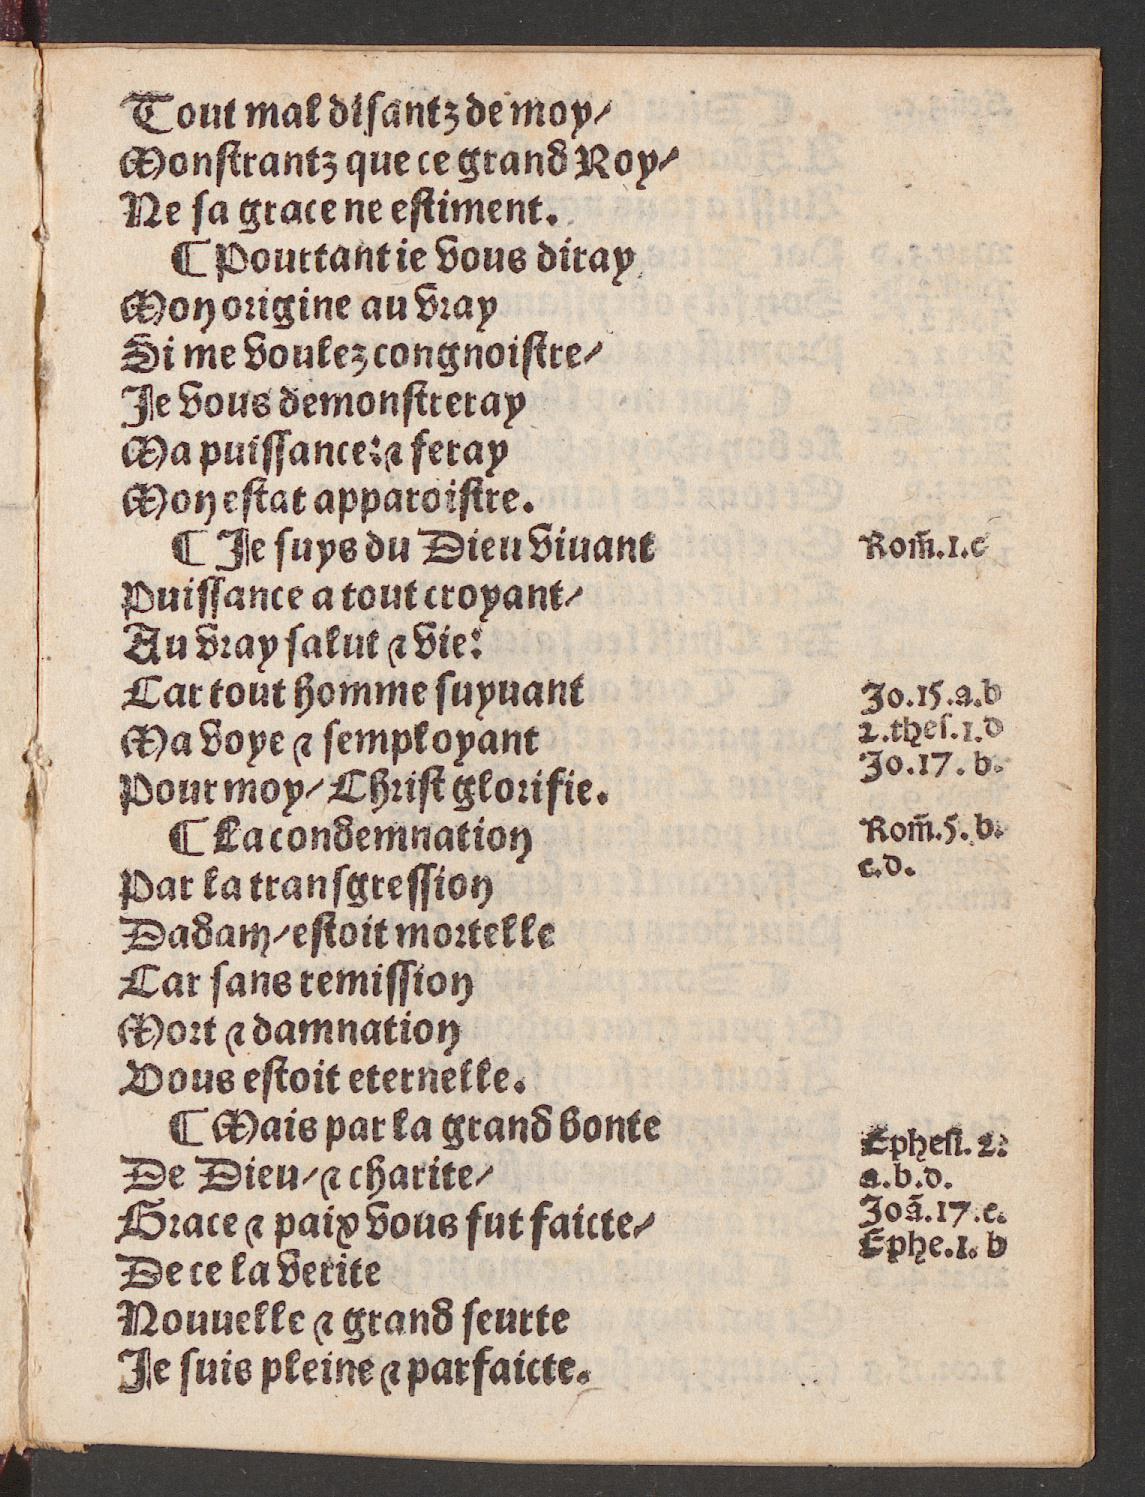 Tout mal diſantz de moy/
Monſtrantz que ce grand Roy/
Ne ſa grace ne eſtiment.
¶ Pourtant ie vous diray
Mon origine au vray
Si me voulez congnoiſtre/
Je vous demonſtreray
Ma puiſſance: ⁊ feray
Mon eſtat apparoiſtre.
¶ Je ſuys du Dieu viuant
Rom̄.1.c
Puiſſance a tout croyant/
Au vray ſalut ⁊ vie:
Car tout homme ſuyuant
Jo.15.a.b
Ma voye ⁊ ſemployant
2.theſ.1.d
Jo.17.b.
Pour moy/ Chriſt glorifie.
¶ La condemnation
Rom̄.5.b.
c.d.
Par la tranſgreſſion
Dadam/ eſtoit mortelle
Car ſans remiſſion
Mort ⁊ damnation
Vous eſtoit eternelle.
¶ Mais par la grand bonte
Epheſi.2:
De Dieu/ ⁊ charite/
a.b.d.
Grace ⁊ paix vous fut faicte/
Joā.17.c.
Ephe.1.b
De ce la verite
Nouuelle ⁊ grand ſeurte
Je ſuis pleine ⁊ parfaicte.